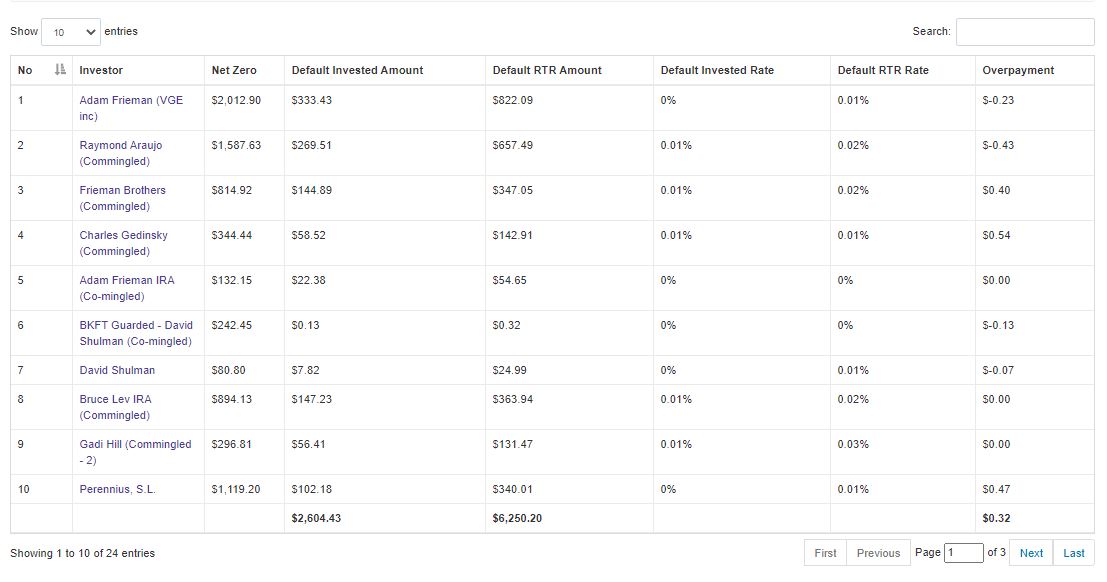 Show 10 entries Search:
No Investor Net Zero Default Invested Amount Default RTR Amount Default Invested Rate Default RTR Rate Overpayment
1 Adam Frieman (VGE $2,012.90 $333.43 $822.09 0% 0.01% $-0.23
inc)
2 Raymond Araujo $1,587.63 $269.51 $657.49 0.01% 0.02% $-0.43
(Commingled)
3 Frieman Brothers $814.92 $144.89 $347.05 0.01% 0.02% $0.40
(Commingled)
4 Charles Gedinsky $344.44 $58.52 $142.91 0.01% 0.01% $0.54
(Commingled)
5 Adam Frieman IRA $132.15 $22.38 $54.65 0% 0% $0.00
(Co-mingled)
6 BKFT Guarded - David $242.45 $0.13 $0.32 0% 0% $-0.13
Shulman (Co-mingled)
7 David Shulman $80.80 $7.82 $24.99 0% 0.01% $-0.07
8 Bruce Lev IRA $894.13 $147.23 $363.94 0.01% 0.02% $0.00
(Commingled)
9 Gadi Hill (Commingled $296.81 $56.41 $131.47 0.01% 0.03% $0.00
- 2)
10 Perennius, S.L. $1,119.20 $102.18 $340.01 0% 0.01% $0.47
$2,604.43 $6,250.20 $0.32
Showing 1 to 10 of 24 entries First Previous Page 1 of 3 Next Last